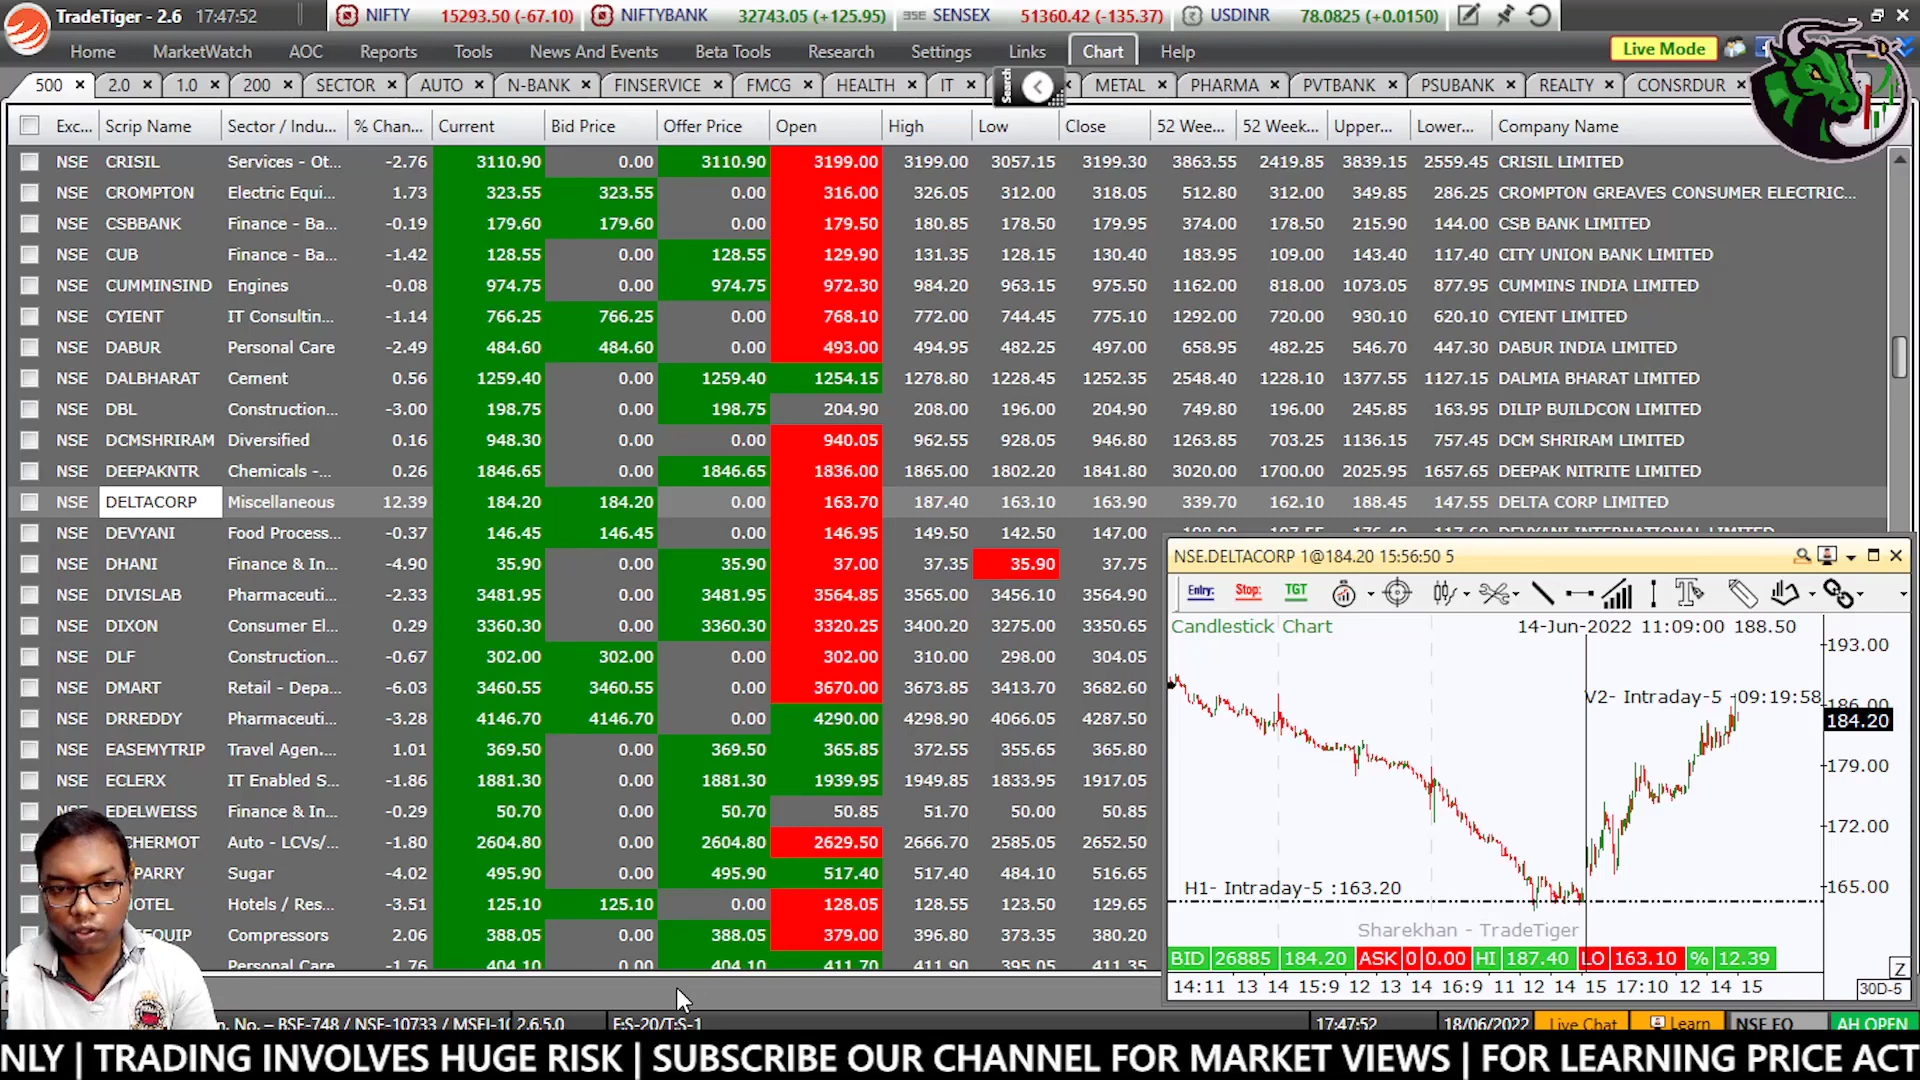 TradeTiger - 2.6 17:47:52 NIFTY 15293.50 (-67.10) NIFTYBANK 32743.05 (+125.95) BSE SENSEX 51360.42 (-135.37) USDINR 78.0825 (+0.0150)
Home MarketWatch AOC Reports Tools News And Events Beta Tools Research Settings Links Chart Help Live Mode
500 2.0 1.0 200 SECTOR AUTO N-BANK FINSERVICE FMCG HEALTH IT Search METAL PHARMA PVTBANK PSUBANK REALTY CONSRDUR
Exc... Scrip Name Sector / Indu... % Chan... Current Bid Price Offer Price Open High Low Close 52 Wee... 52 Week... Upper... Lower... Company Name
NSE CRISIL Services - Ot... -2.76 3110.90 0.00 3110.90 3199.00 3199.00 3057.15 3199.30 3863.55 2419.85 3839.15 2559.45 CRISIL LIMITED
NSE CROMPTON Electric Equi... 1.73 323.55 323.55 0.00 316.00 326.05 312.00 318.05 512.80 312.00 349.85 286.25 CROMPTON GREAVES CONSUMER ELECTRIC...
NSE CSBBANK Finance - Ba... -0.19 179.60 179.60 0.00 179.50 180.85 178.50 179.95 374.00 178.50 215.90 144.00 CSB BANK LIMITED
NSE CUB Finance - Ba... -1.42 128.55 0.00 128.55 129.90 131.35 128.15 130.40 183.95 109.00 143.40 117.40 CITY UNION BANK LIMITED
NSE CUMMINSIND Engines -0.08 974.75 0.00 974.75 972.30 984.20 963.15 975.50 1162.00 818.00 1073.05 877.95 CUMMINS INDIA LIMITED
NSE CYIENT IT Consultin... -1.14 766.25 766.25 0.00 768.10 772.00 744.45 775.10 1292.00 720.00 930.10 620.10 CYIENT LIMITED
NSE DABUR Personal Care -2.49 484.60 484.60 0.00 493.00 494.95 482.25 497.00 658.95 482.25 546.70 447.30 DABUR INDIA LIMITED
NSE DALBHARAT Cement 0.56 1259.40 0.00 1259.40 1254.15 1278.80 1228.45 1252.35 2548.40 1228.10 1377.55 1127.15 DALMIA BHARAT LIMITED
NSE DBL Construction... -3.00 198.75 0.00 198.75 204.90 208.00 196.00 204.90 749.80 196.00 245.85 163.95 DILIP BUILDCON LIMITED
NSE DCMSHRIRAM Diversified 0.16 948.30 0.00 0.00 940.05 962.55 928.05 946.80 1263.85 703.25 1136.15 757.45 DCM SHRIRAM LIMITED
NSE DEEPAKNTR Chemicals -... 0.26 1846.65 0.00 1846.65 1836.00 1865.00 1802.20 1841.80 3020.00 1700.00 2025.95 1657.65 DEEPAK NITRITE LIMITED
NSE DELTACORP Miscellaneous 12.39 184.20 184.20 0.00 163.70 187.40 163.10 163.90 339.70 162.10 188.45 147.55 DELTA CORP LIMITED
NSE DEVYANI Food Process... -0.37 146.45 146.45 0.00 146.95 149.50 142.50 147.00 DEVYANI INTERNATIONAL LIMITED
NSE DHANI Finance & In... -4.90 35.90 0.00 35.90 37.00 37.35 35.90 37.75
NSE DIVISLAB Pharmaceuti... -2.33 3481.95 0.00 3481.95 3564.85 3565.00 3456.10 3564.90
NSE DIXON Consumer El... 0.29 3360.30 0.00 3360.30 3320.25 3400.20 3275.00 3350.65
NSE DLF Construction... -0.67 302.00 302.00 0.00 302.00 310.00 298.00 304.05
NSE DMART Retail - Depa... -6.03 3460.55 3460.55 0.00 3670.00 3673.85 3413.70 3682.60
NSE DRREDDY Pharmaceuti... -3.28 4146.70 4146.70 0.00 4290.00 4298.90 4066.05 4287.50
NSE EASEMYTRIP Travel Agen.... 1.01 369.50 0.00 369.50 365.85 372.55 355.65 365.80
NSE ECLERX IT Enabled S... -1.86 1881.30 0.00 1881.30 1939.95 1949.85 1833.95 1917.05
NSE EDELWEISS Finance & In... -0.29 50.70 0.00 50.70 50.85 51.70 50.00 50.85
CHERMOT Auto - LCVs/... -1.80 2604.80 0.00 2604.80 2629.50 2666.70 2585.05 2652.50
PARRY Sugar -4.02 495.90 0.00 495.90 517.40 517.40 484.10 516.65
HOTEL Hotels / Res... -3.51 125.10 125.10 0.00 128.05 128.55 123.50 129.65
EQUIP Compressors 2.06 388.05 0.00 388.05 379.00 396.80 373.35 380.20
Personal Care -1.76 404.10 0.00 404.10 411.70 411.90 395.05 411.35
NSE.DELTACORP 1@184.20 15:56:50 5
Entry: Stop: TGT
Candlestick Chart 14-Jun-2022 11:09:00 188.50
193.00
V2- Intraday-5 -09:19:58 186.00
184.20
179.00
172.00
H1- Intraday-5 :163.20 165.00
Sharekhan - TradeTiger
BID 26885 184.20 ASK 0 0.00 HI 187.40 LO 163.10 % 12.39 Z
14:11 13 14 15:9 12 13 14 16:9 11 12 14 15 17:10 12 14 15 30D-5
n. No. – BSE-748 / NSE-10733 / MSEI-10 2.6.5.0 F:S-20/T:S-1 17:47:52 18/06/2022 Live Chat Learn NSE EQ AH OPEN
NLY | TRADING INVOLVES HUGE RISK | SUBSCRIBE OUR CHANNEL FOR MARKET VIEWS | FOR LEARNING PRICE ACT